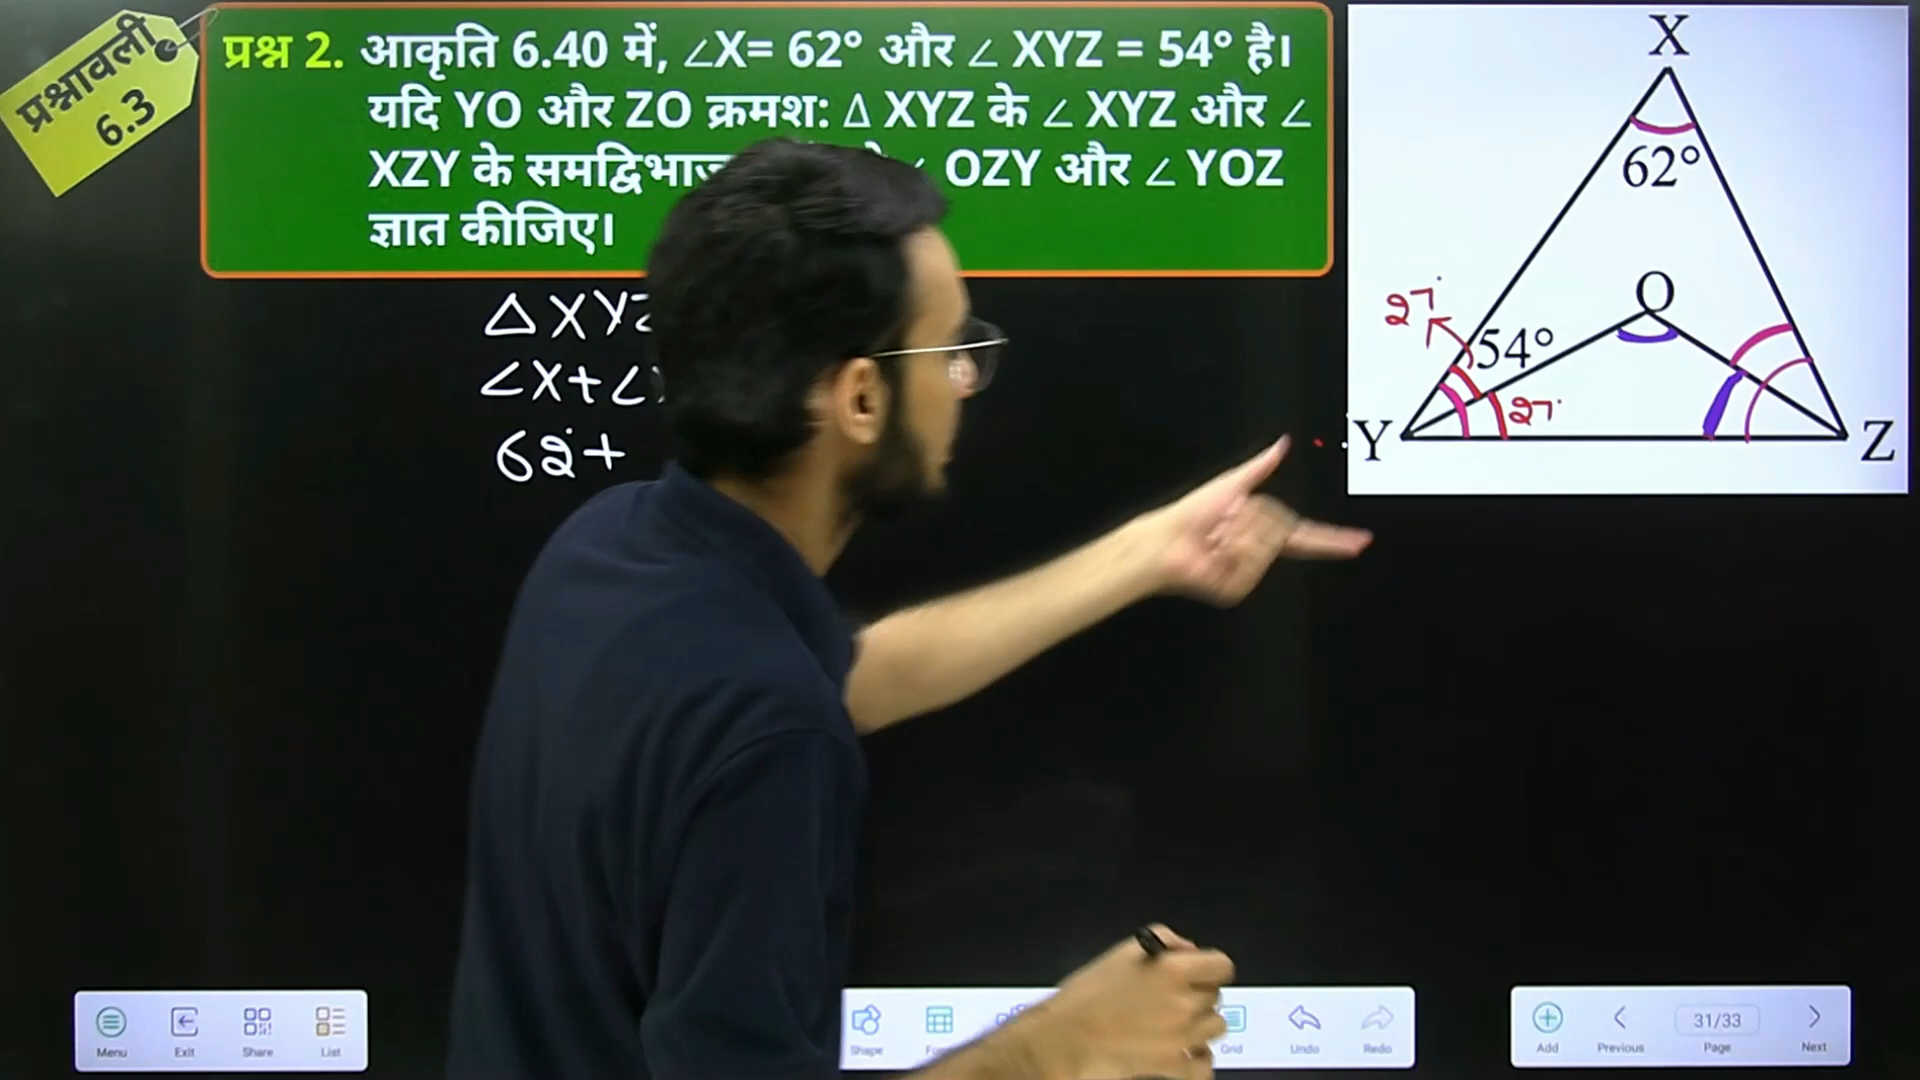 प्रश्नावली
6.3
प्रश्न 2. आकृति 6.40 में, ∠X= 62° और ∠ XYZ = 54° है।
यदि YO और ZO क्रमश: Δ XYZ के ∠ XYZ और ∠
XZY के OZY और ∠ YOZ
ज्ञात कीजिए।
X
62°
O
27°
54°
27°
Y
Z
Δ XYZ
∠X+∠
62°+
Menu
Exit
Share
List
Shape
Grid
Undo
Redo
Add
Previous
31/33
Page
Next